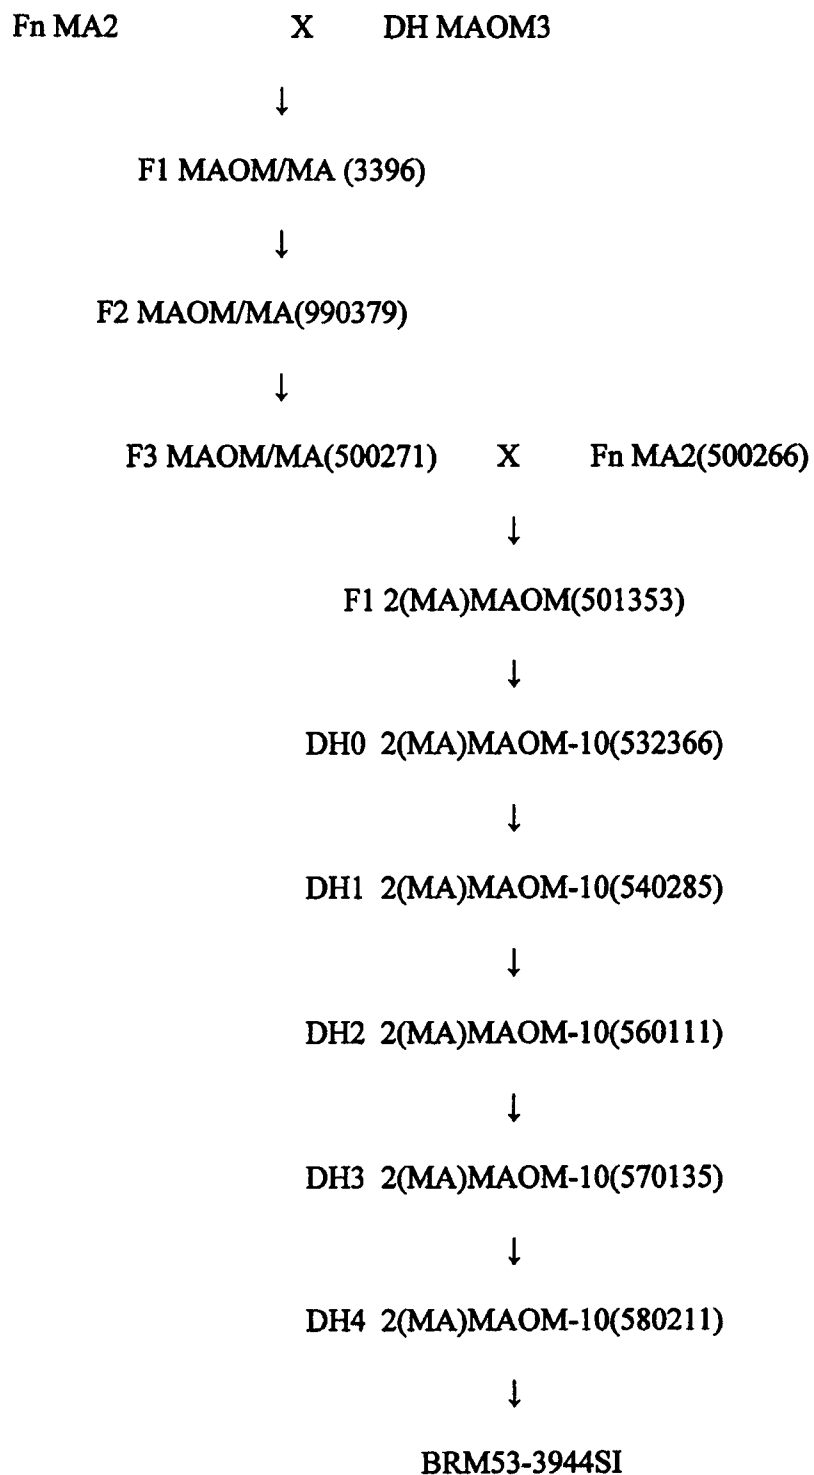 Fn MA2 X DH MAOM3
↓
F1 MAOM/MA (3396)
↓
F2 MAOM/MA(990379)
↓
F3 MAOM/MA(500271) X Fn MA2(500266)
↓
F1 2(MA)MAOM(501353)
↓
DH0 2(MA)MAOM-10(532366)
↓
DH1 2(MA)MAOM-10(540285)
↓
DH2 2(MA)MAOM-10(560111)
↓
DH3 2(MA)MAOM-10(570135)
↓
DH4 2(MA)MAOM-10(580211)
↓
BRM53-3944SI